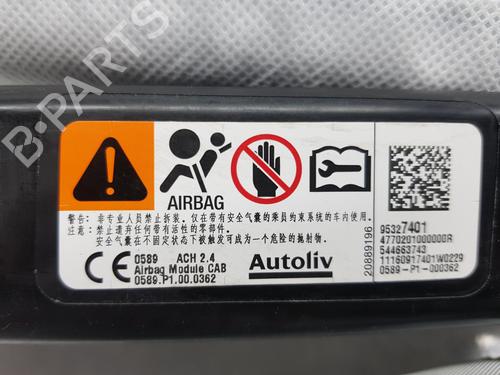 B-PARTS
AIRBAG
警告: 非专业人员禁止拆装. 仅在带有安全气囊的乘员约束系统的车内使用.
注意: 禁止遗弃任何带有活性的零部件.
安全气囊在不固定状态下被触发可成为一个危险的抛射物.
CE 0589 ACH 2.4
Airbag Module CAB
0589.P1.00.0362
Autoliv
20889196
95327401
4770201000000R
544663743
11160917401W0229
0589-P1-000362